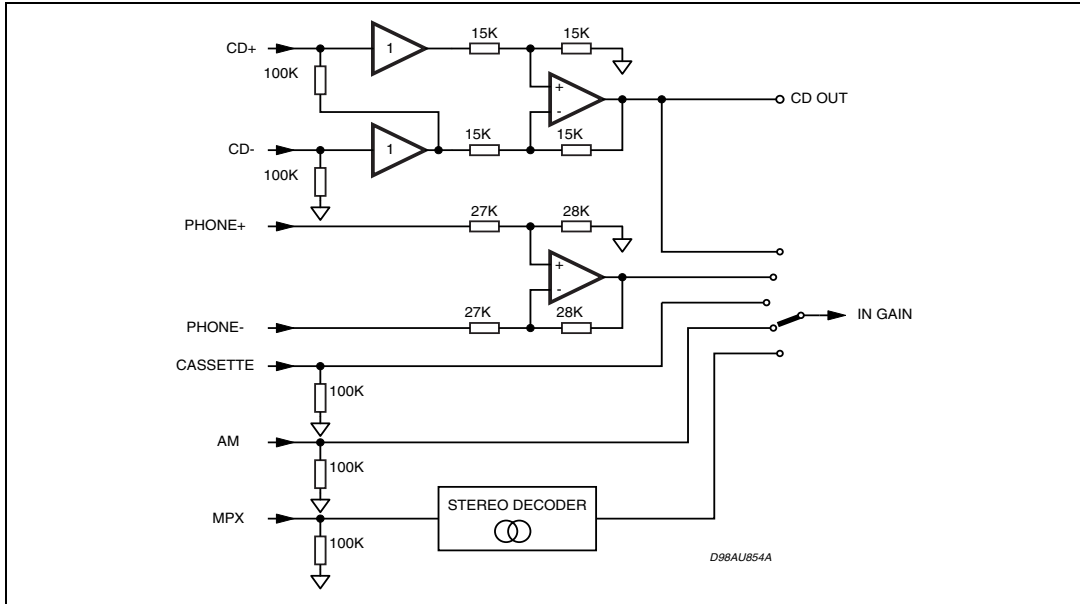 CD+
100K
1
15K
15K
+
-
CD OUT
CD-
100K
1
15K
15K
PHONE+
27K
28K
+
-
PHONE-
27K
28K
IN GAIN
CASSETTE
100K
AM
100K
MPX
100K
STEREO DECODER
D98AU854A